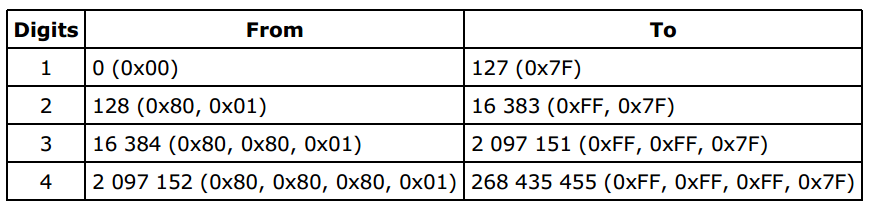 Digits From To
1 0 (0x00) 127 (0x7F)
2 128 (0x80, 0x01) 16 383 (0xFF, 0x7F)
3 16 384 (0x80, 0x80, 0x01) 2 097 151 (0xFF, 0xFF, 0x7F)
4 2 097 152 (0x80, 0x80, 0x80, 0x01) 268 435 455 (0xFF, 0xFF, 0xFF, 0x7F)